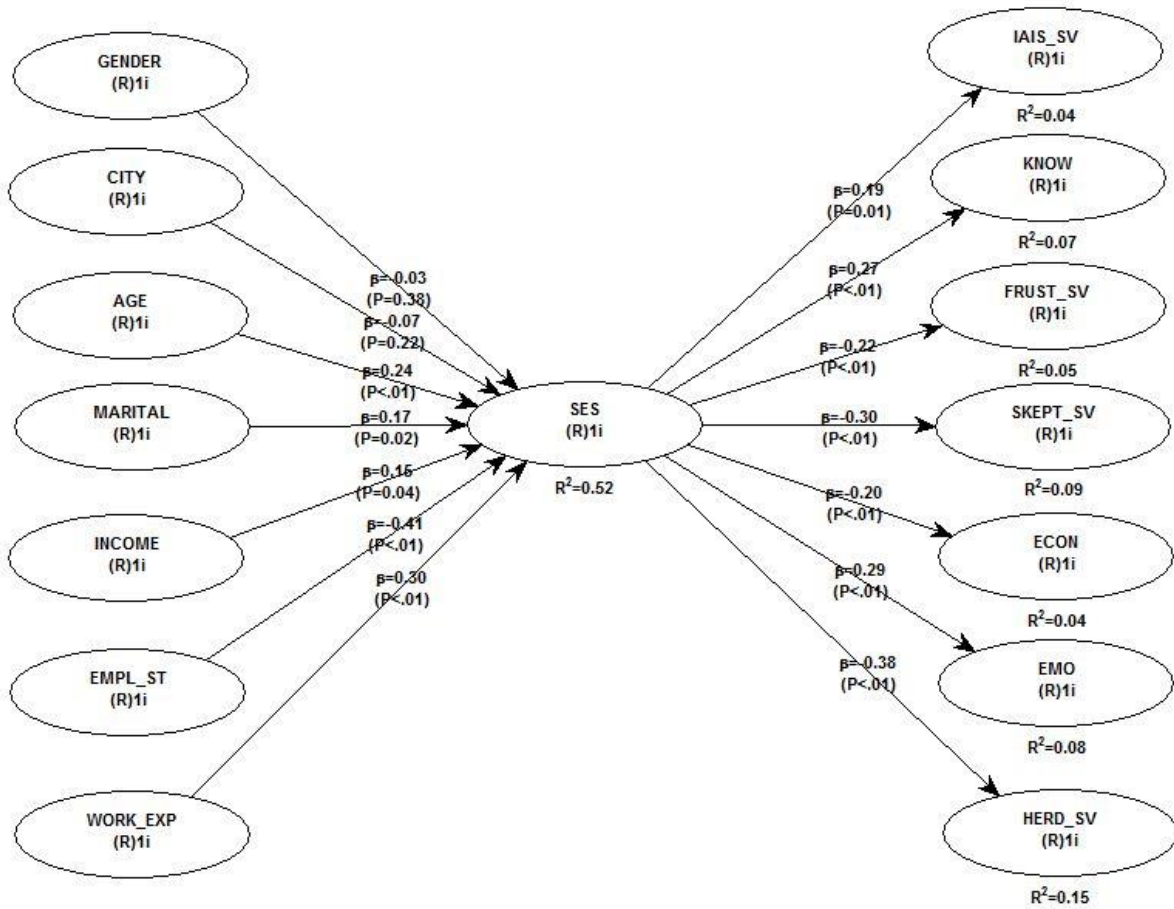 GENDER
(R)1i
CITY
(R)1i
AGE
(R)1i
MARITAL
(R)1i
INCOME
(R)1i
EMPL_ST
(R)1i
WORK_EXP
(R)1i
β=-0.03
(P=0.38)
β=-0.07
(P=0.22)
β=0.24
(P<.01)
β=0.17
(P=0.02)
β=0.15
(P=0.04)
β=-0.41
(P<.01)
β=0.30
(P<.01)
SES
(R)1i
R²=0.52
β=0.19
(P=0.01)
β=0.27
(P<.01)
β=-0.22
(P<.01)
β=-0.30
(P<.01)
β=-0.20
(P<.01)
β=0.29
(P<.01)
β=-0.38
(P<.01)
IAIS_SV
(R)1i
R²=0.04
KNOW
(R)1i
R²=0.07
FRUST_SV
(R)1i
R²=0.05
SKEPT_SV
(R)1i
R²=0.09
ECON
(R)1i
R²=0.04
EMO
(R)1i
R²=0.08
HERD_SV
(R)1i
R²=0.15